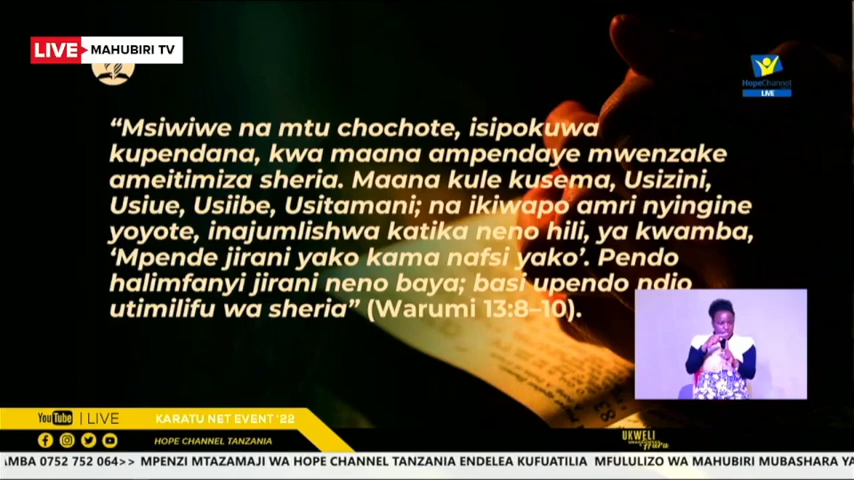 LIVE MAHUBIRI TV
HopeChannel
LIVE
“Msiwiwe na mtu chochote, isipokuwa
kupendana, kwa maana ampendaye mwenzake
ameitimiza sheria. Maana kule kusema, Usizini,
Usiue, Usiibe, Usitamani; na ikiwapo amri nyingine
yoyote, inajumlishwa katika neno hili, ya kwamba,
‘Mpende jirani yako kama nafsi yako’. Pendo
halimfanyi jirani neno baya; basi upendo ndio
utimilifu wa sheria” (Warumi 13:8–10).
YouTube | LIVE KARATU NET EVENT '22
HOPE CHANNEL TANZANIA
UKWELI
AMBA 0752 752 064>> MPENZI MTAZAMAJI WA HOPE CHANNEL TANZANIA ENDELEA KUFUATILIA MFULULIZO WA MAHUBIRI MUBASHARA YA